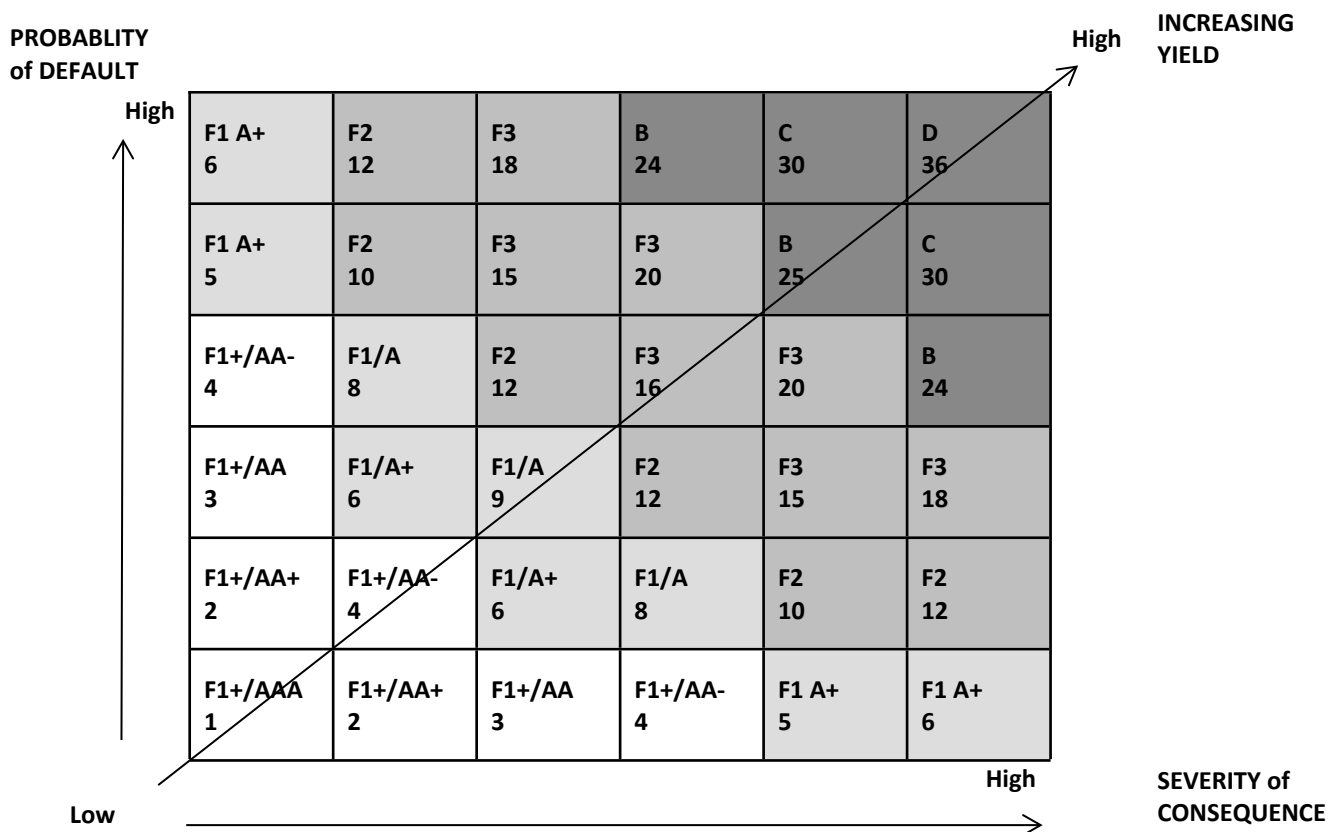 PROBABLITY
of DEFAULT
High
INCREASING
YIELD
High
F1 A+
6
F2
12
F3
18
B
24
C
30
D
36
F1 A+
5
F2
10
F3
15
F3
20
B
25
C
30
F1+/AA-
4
F1/A
8
F2
12
F3
16
F3
20
B
24
F1+/AA
3
F1/A+
6
F1/A
9
F2
12
F3
15
F3
18
F1+/AA+
2
F1+/AA-
4
F1/A+
6
F1/A
8
F2
10
F2
12
F1+/AAA
1
F1+/AA+
2
F1+/AA
3
F1+/AA-
4
F1 A+
5
F1 A+
6
Low
High
SEVERITY of
CONSEQUENCE